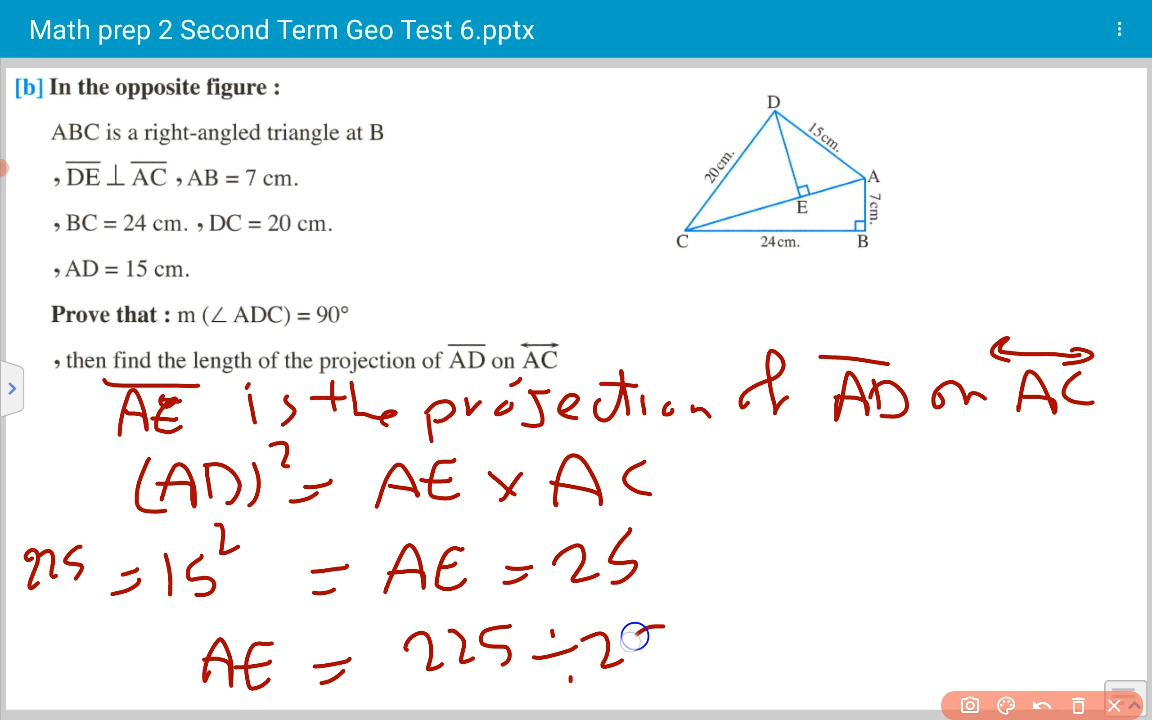 Math prep 2 Second Term Geo Test 6.pptx
[b] In the opposite figure :
ABC is a right-angled triangle at B
, DE ⊥ AC , AB = 7 cm.
, BC = 24 cm. , DC = 20 cm.
, AD = 15 cm.
Prove that : m (∠ ADC) = 90°
, then find the length of the projection of AD on AC
D
15cm.
20cm.
A
7cm.
E
C
24cm.
B
AE is the projection of AD on AC
(AD)² = AE × AC
225 = 15² = AE = 25
AE = 225 ÷ 2